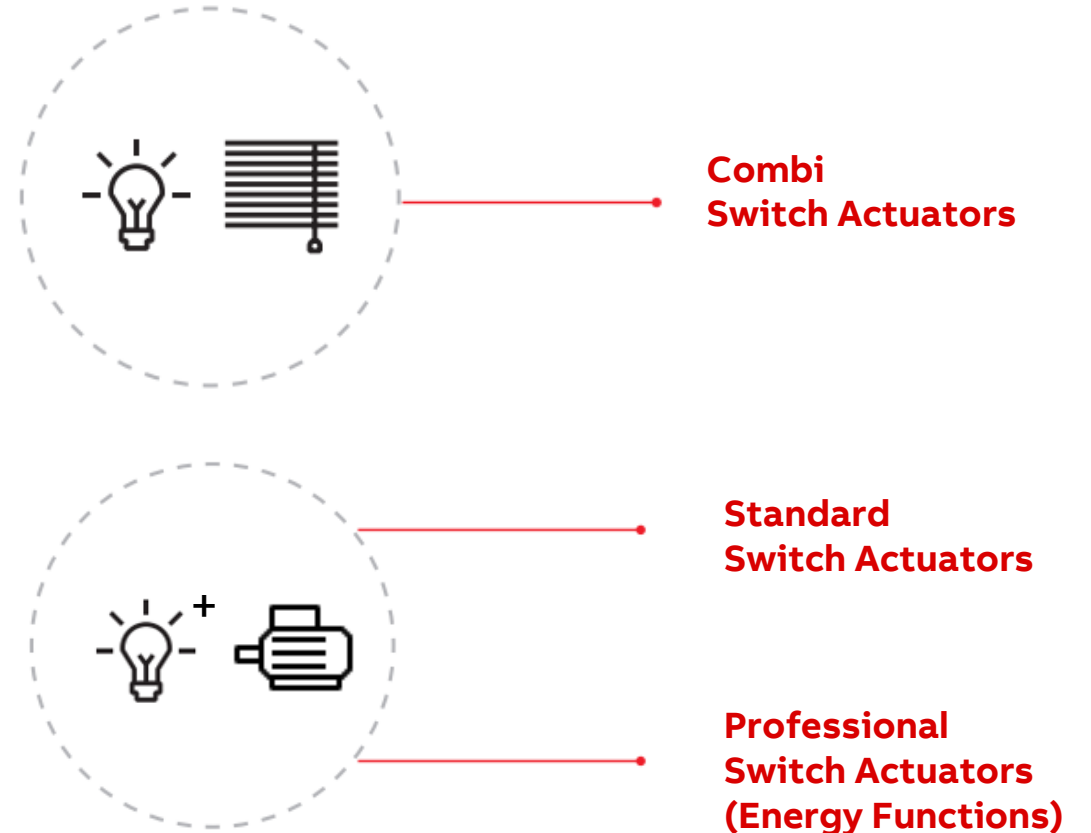 Combi
Switch Actuators
Standard
Switch Actuators
+
Professional
Switch Actuators
(Energy Functions)